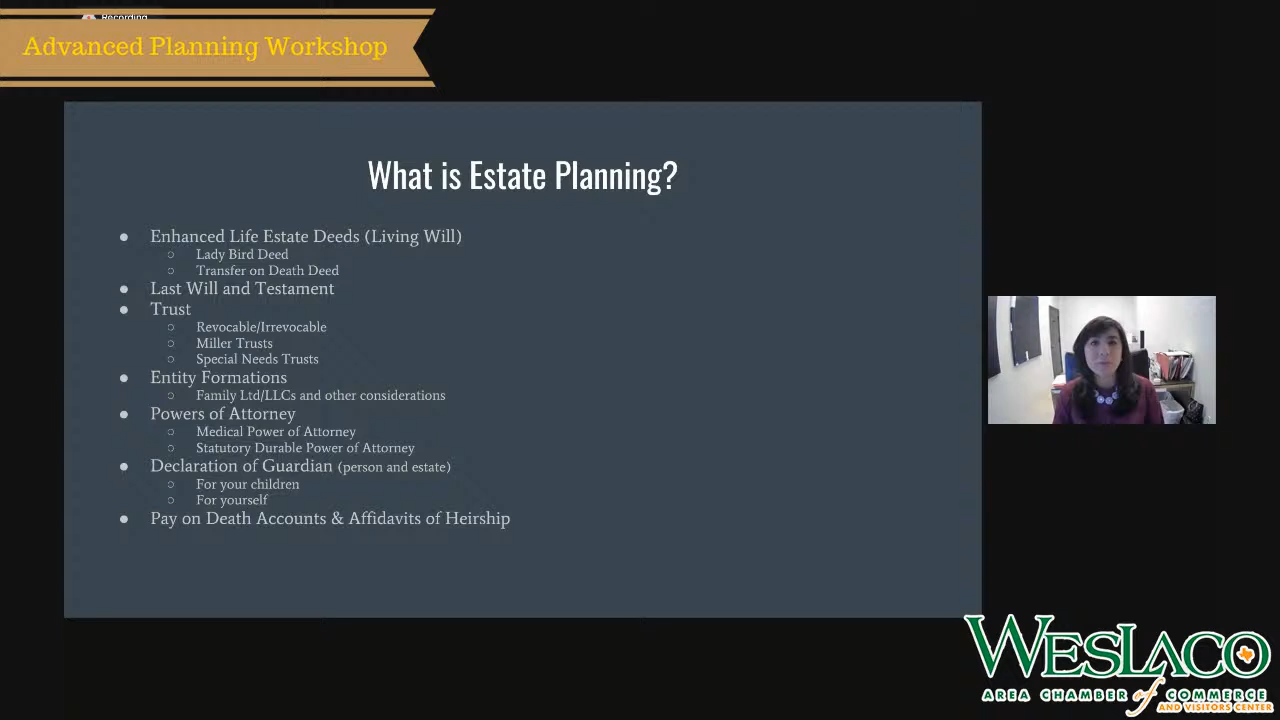 Recording
Advanced Planning Workshop
What is Estate Planning?
● Enhanced Life Estate Deeds (Living Will)
○ Lady Bird Deed
○ Transfer on Death Deed
● Last Will and Testament
● Trust
○ Revocable/Irrevocable
○ Miller Trusts
○ Special Needs Trusts
● Entity Formations
○ Family Ltd/LLCs and other considerations
● Powers of Attorney
○ Medical Power of Attorney
○ Statutory Durable Power of Attorney
● Declaration of Guardian (person and estate)
○ For your children
○ For yourself
● Pay on Death Accounts & Affidavits of Heirship
WESLACO
AREA CHAMBER of COMMERCE
AND VISITORS CENTER